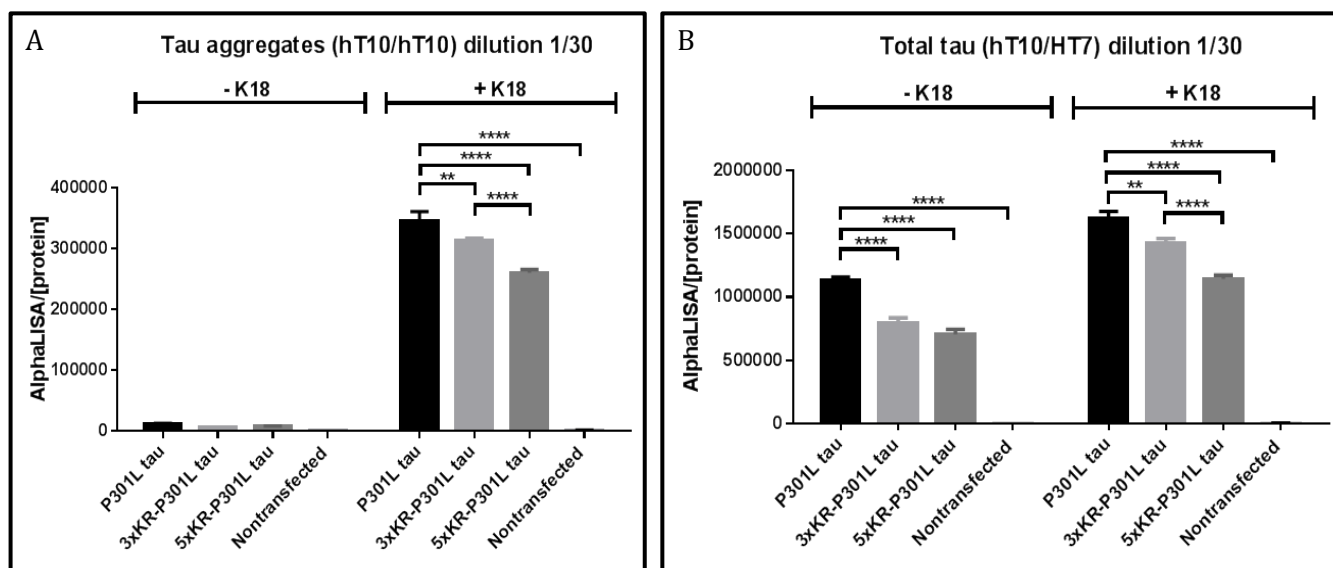 A
Tau aggregates (hT10/hT10) dilution 1/30
- K18
+ K18
****
****
**
****
AlphaLISA/[protein]
400000
300000
200000
100000
0
P301L tau
3xKR-P301L tau
5xKR-P301L tau
Nontransfected
P301L tau
3xKR-P301L tau
5xKR-P301L tau
Nontransfected
B
Total tau (hT10/HT7) dilution 1/30
- K18
+ K18
****
****
****
****
****
**
****
AlphaLISA/[protein]
2000000
1500000
1000000
500000
0
P301L tau
3xKR-P301L tau
5xKR-P301L tau
Nontransfected
P301L tau
3xKR-P301L tau
5xKR-P301L tau
Nontransfected